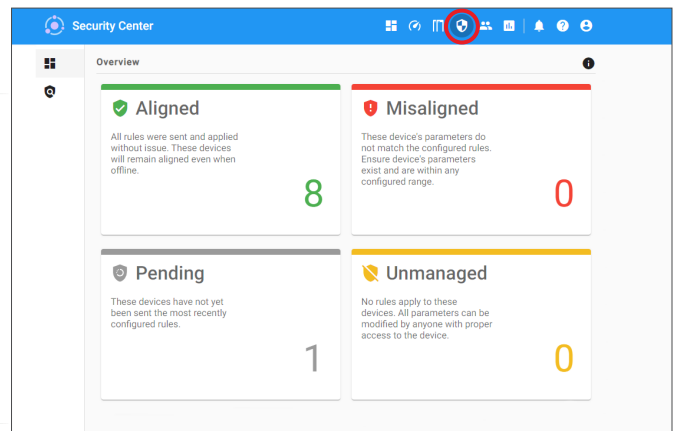 Security Center
Overview
Aligned
All rules were sent and applied
without issue. These devices
will remain aligned even when
offline.
8
Misaligned
These device's parameters do
not match the configured rules.
Ensure device's parameters
exist and are within any
configured range.
0
Pending
These devices have not yet
been sent the most recently
configured rules.
1
Unmanaged
No rules apply to these
devices. All parameters can be
modified by anyone with proper
access to the device.
0